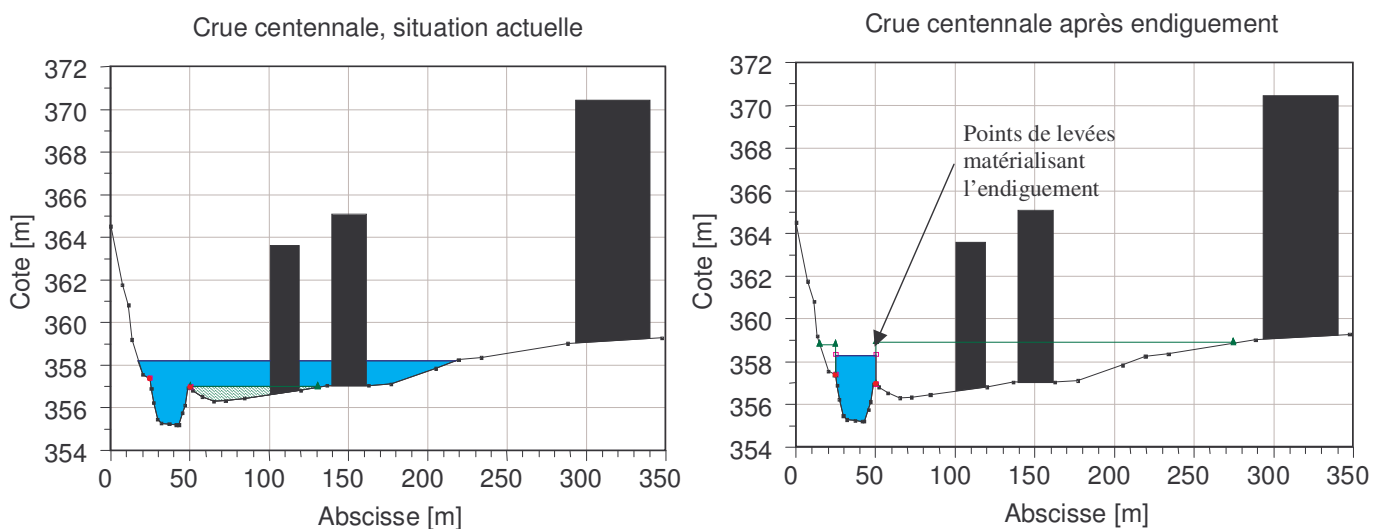 Crue centennale, situation actuelle
372
370
368
366
364
362
360
358
356
354
Cote [m]
0 50 100 150 200 250 300 350
Abscisse [m]
Crue centennale après endiguement
372
370
368
366
364
362
360
358
356
354
Cote [m]
Points de levées
matérialisant
l'endiguement
0 50 100 150 200 250 300 350
Abscisse [m]